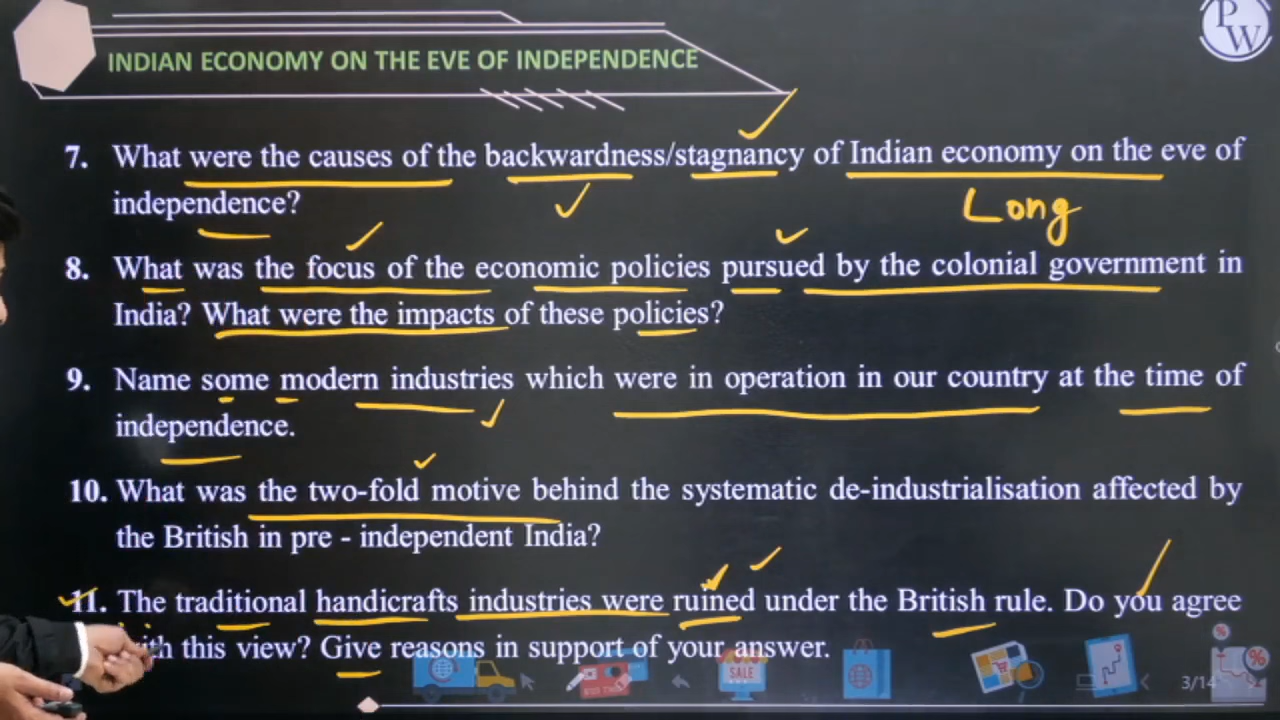 PW
INDIAN ECONOMY ON THE EVE OF INDEPENDENCE
7. What were the causes of the backwardness/stagnancy of Indian economy on the eve of
independence?
Long
8. What was the focus of the economic policies pursued by the colonial government in
India? What were the impacts of these policies?
9. Name some modern industries which were in operation in our country at the time of
independence.
10. What was the two-fold motive behind the systematic de-industrialisation affected by
the British in pre - independent India?
11. The traditional handicrafts industries were ruined under the British rule. Do you agree
with this view? Give reasons in support of your answer.
SALE
%
%
3/14